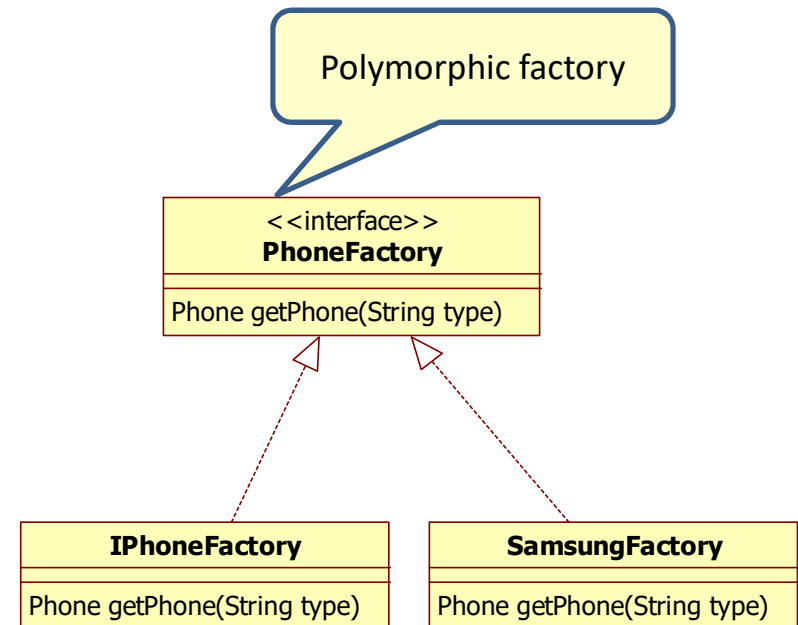 Polymorphic factory
<<interface>>
PhoneFactory
Phone getPhone(String type)
IPhoneFactory
Phone getPhone(String type)
SamsungFactory
Phone getPhone(String type)